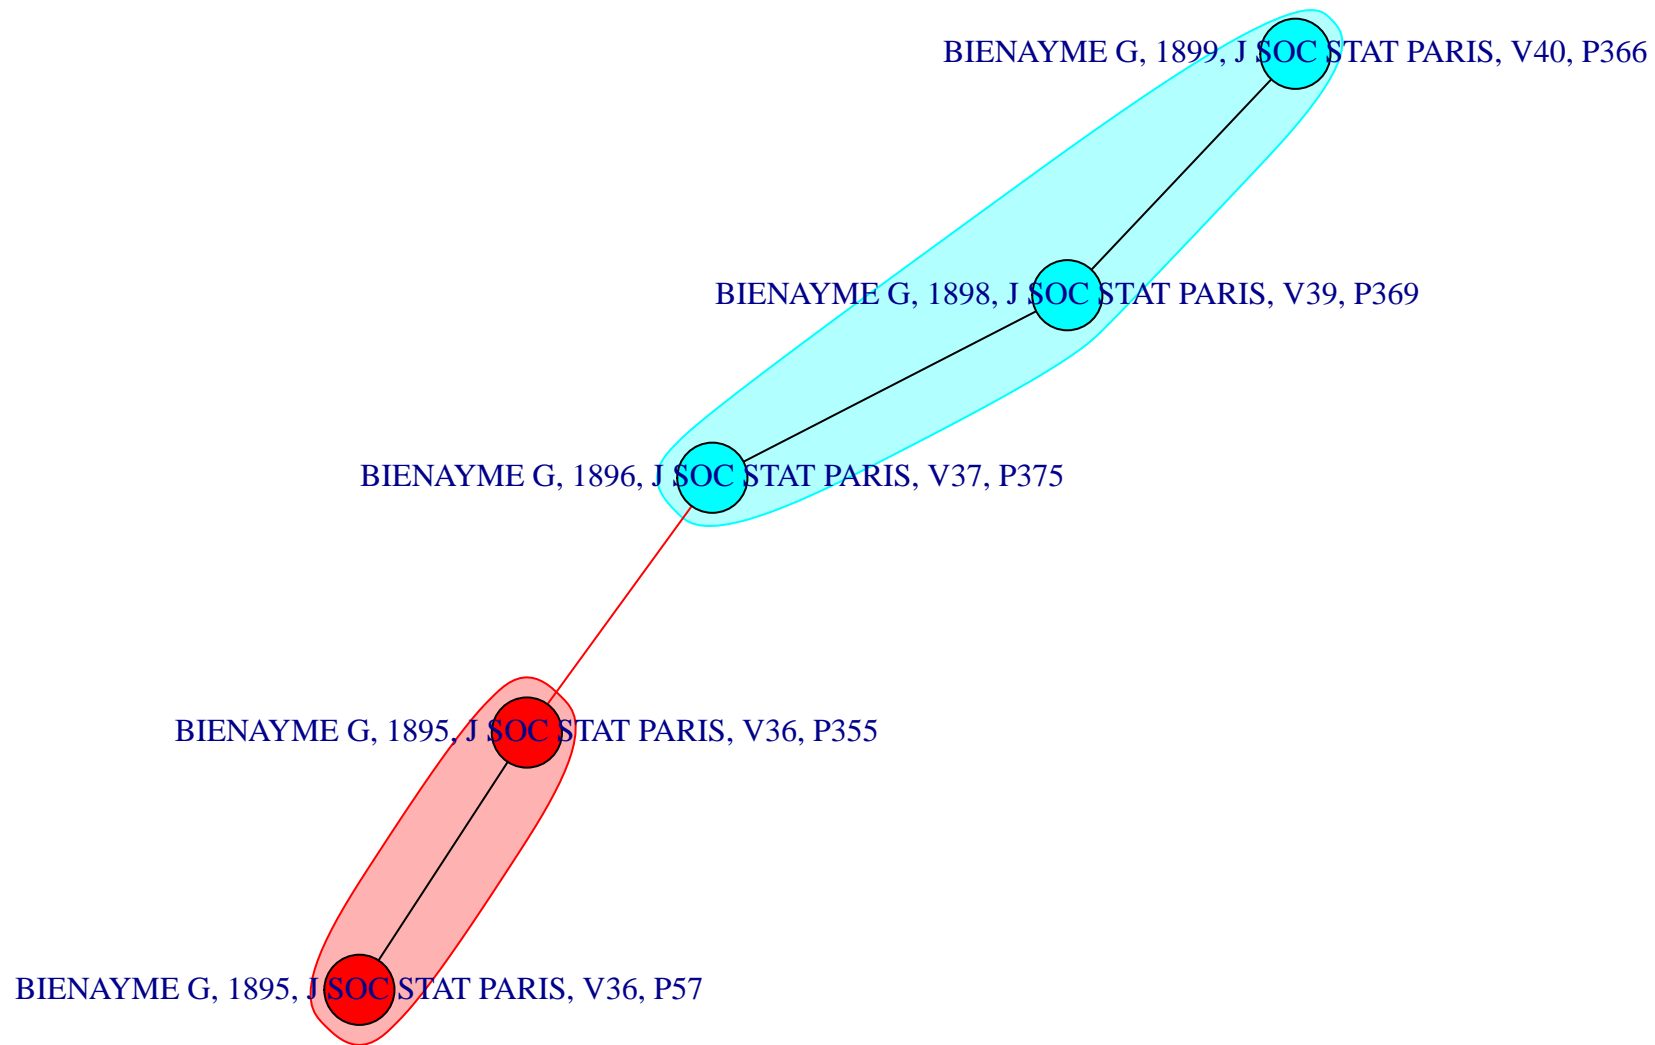 BIENAYME G, 1899, J SOC STAT PARIS, V40, P366
BIENAYME G, 1898, J SOC STAT PARIS, V39, P369
BIENAYME G, 1896, J SOC STAT PARIS, V37, P375
BIENAYME G, 1895, J SOC STAT PARIS, V36, P355
BIENAYME G, 1895, J SOC STAT PARIS, V36, P57